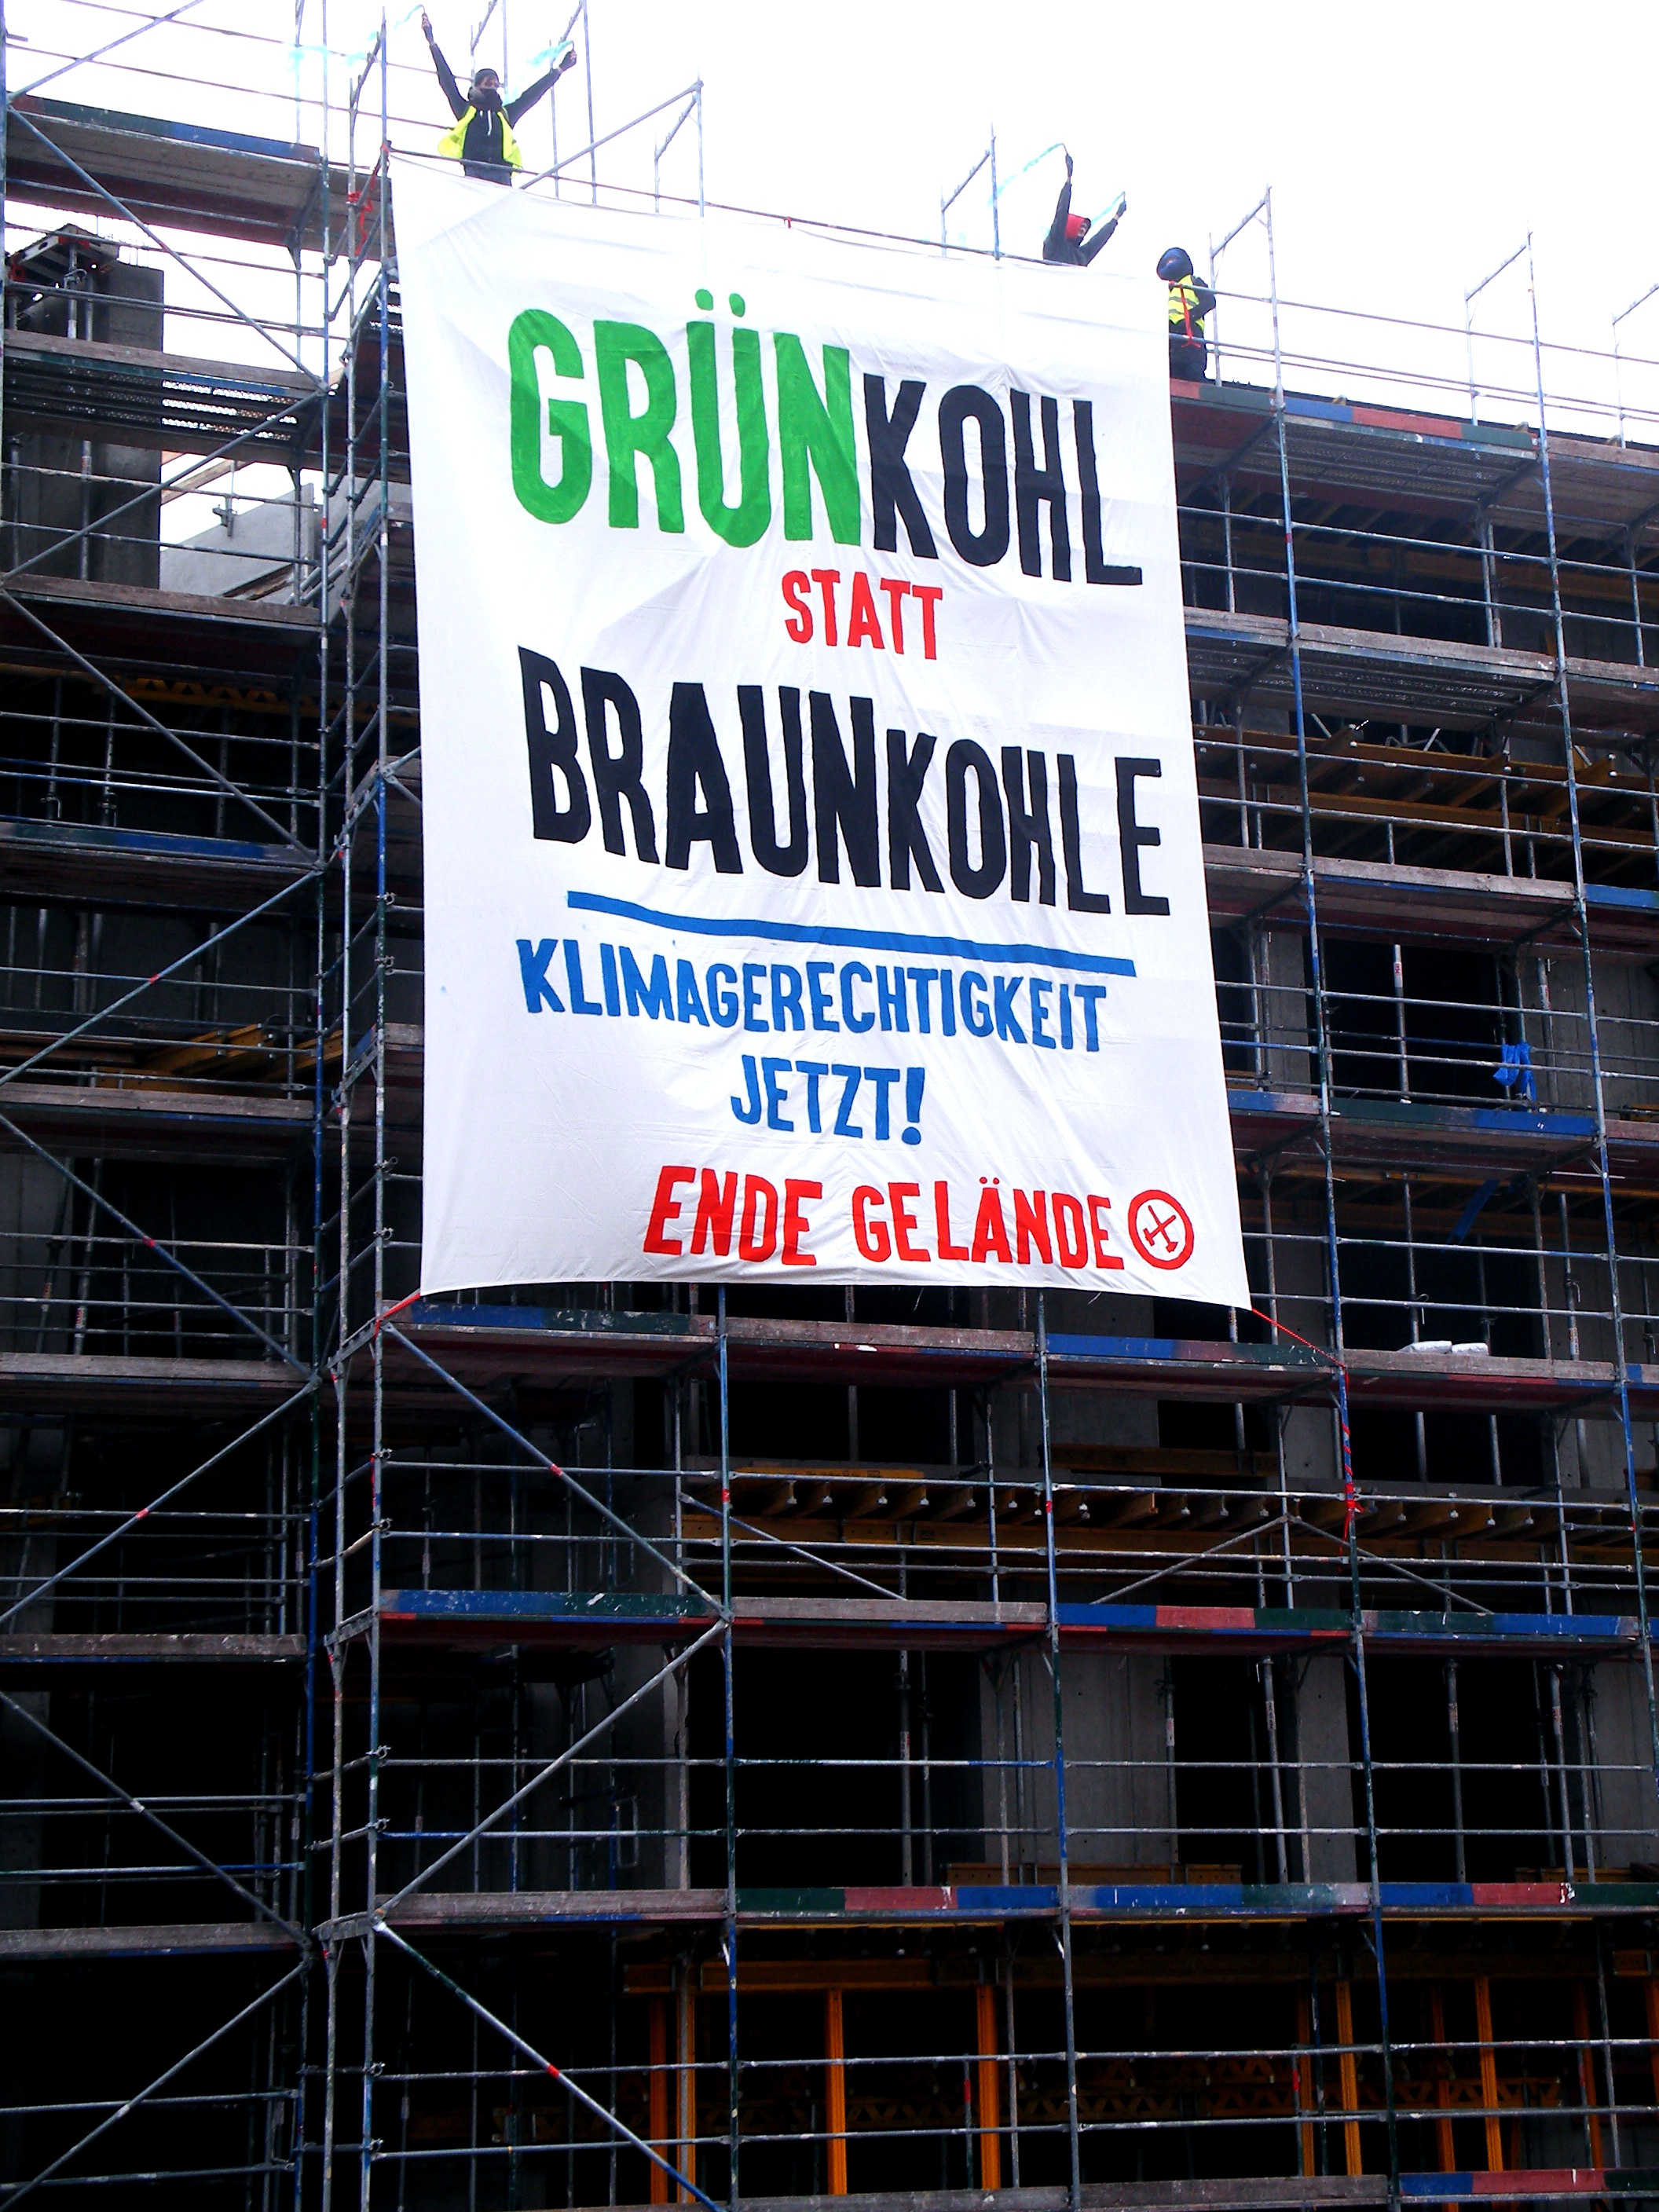 GRÜNKOHL
STATT
BRAUNKOHLE
KLIMAGERECHTIGKEIT
JETZT!
ENDE GELÄNDE